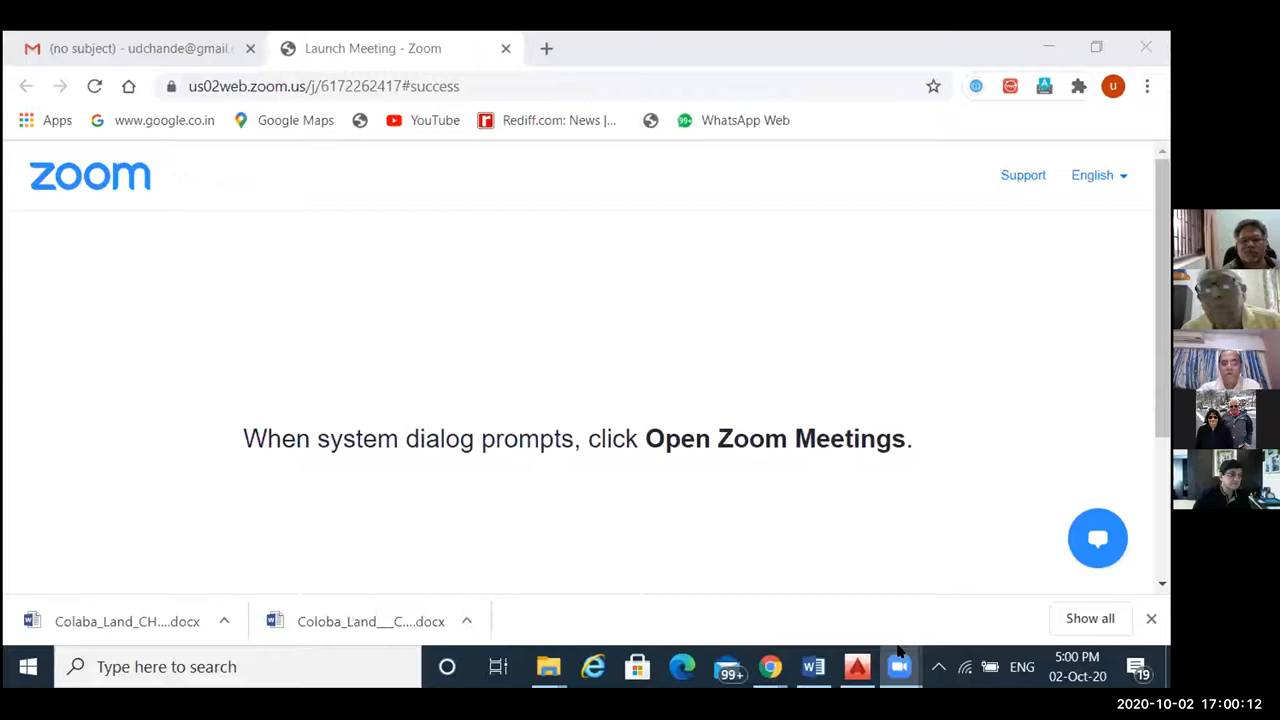 (no subject) - udchande@gmail.
Launch Meeting - Zoom
us02web.zoom.us/j/6172262417#success
u
Apps
www.google.co.in
Google Maps
YouTube
Rediff.com: News |...
99+
WhatsApp Web
zoom
Support
English
When system dialog prompts, click Open Zoom Meetings.
Colaba_Land_CH....docx
Coloba_Land___C....docx
Show all
Type here to search
99+
ENG
5:00 PM
02-Oct-20
19
2020-10-02 17:00:12